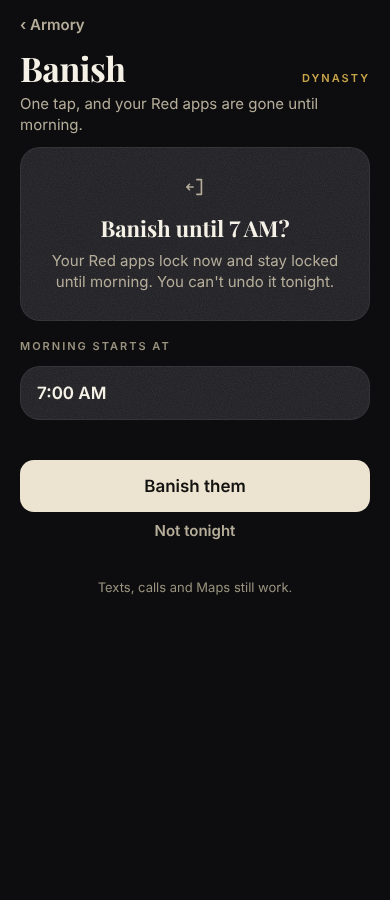 ‹ Armory
Banish
DYNASTY
One tap, and your Red apps are gone until
morning.
Banish until 7 AM?
Your Red apps lock now and stay locked
until morning. You can't undo it tonight.
MORNING STARTS AT
7:00 AM
Banish them
Not tonight
Texts, calls and Maps still work.